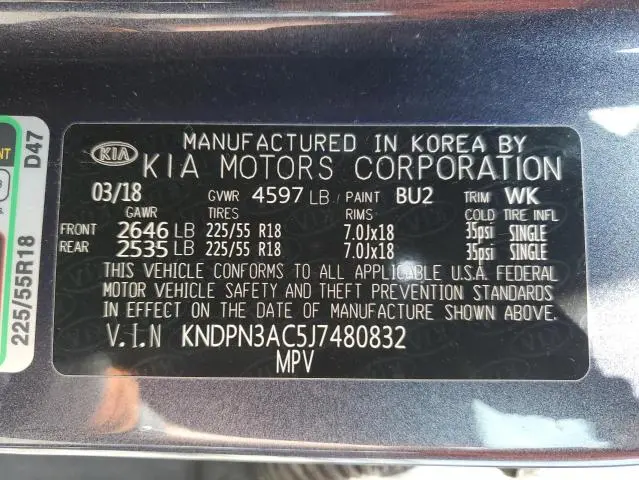 KIA
MANUFACTURED IN KOREA BY
KIA MOTORS CORPORATION
03/18 GVWR 4597 LB / PAINT BU2 TRIM WK
GAWR TIRES RIMS COLD TIRE INFL
FRONT 2646 LB 225/55 R18 7.0Jx18 35psi SINGLE
REAR 2535 LB 225/55 R18 7.0Jx18 35psi SINGLE
THIS VEHICLE CONFORMS TO ALL APPLICABLE U.S.A. FEDERAL
MOTOR VEHICLE SAFETY AND THEFT PREVENTION STANDARDS
IN EFFECT ON THE DATE OF MANUFACTURE SHOWN ABOVE.
V.I.N KNDPN3AC5J7480832
MPV
225/55R18 D47